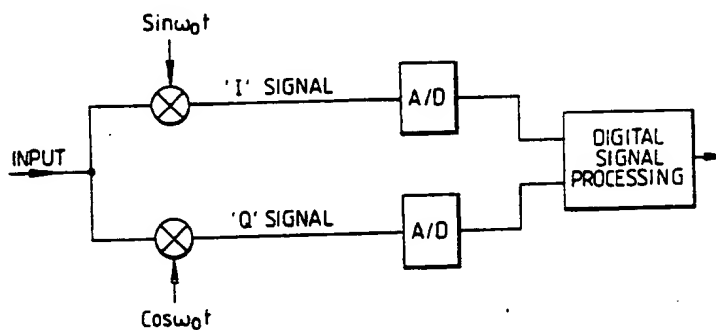 Sinω₀t
'I' SIGNAL
A/D
INPUT
DIGITAL
SIGNAL
PROCESSING
'Q' SIGNAL
A/D
Cosω₀t